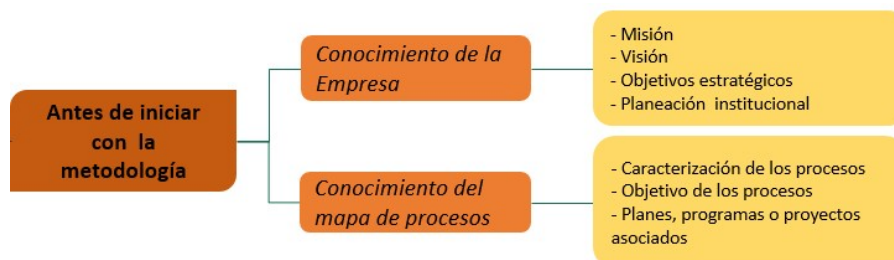 Antes de iniciar
con la
metodología
Conocimiento de la
Empresa
- Misión
- Visión
- Objetivos estratégicos
- Planeación institucional
Conocimiento del
mapa de procesos
- Caracterización de los procesos
- Objetivo de los procesos
- Planes, programas o proyectos
asociados